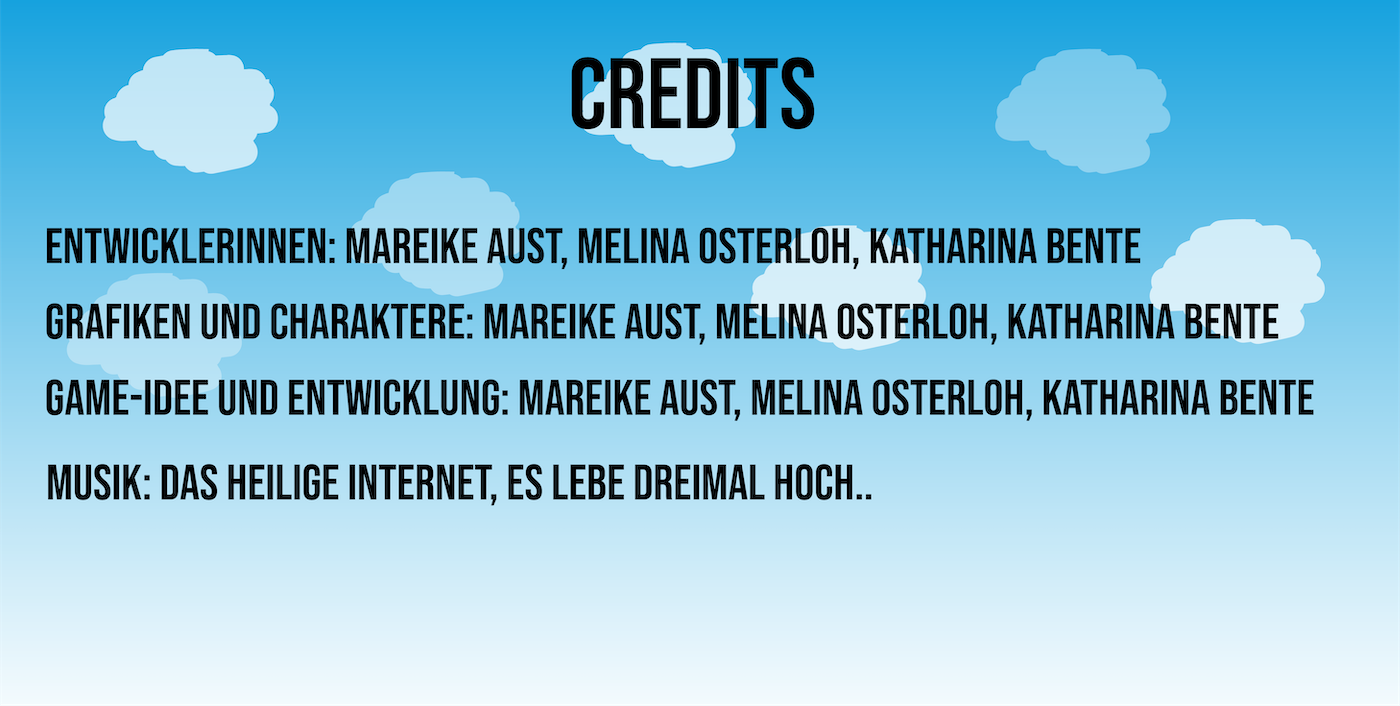 CREDITS
ENTWICKLERINNEN: MAREIKE AUST, MELINA OSTERLOH, KATHARINA BENTE
GRAFIKEN UND CHARAKTERE: MAREIKE AUST, MELINA OSTERLOH, KATHARINA BENTE
GAME-IDEE UND ENTWICKLUNG: MAREIKE AUST, MELINA OSTERLOH, KATHARINA BENTE
MUSIK: DAS HEILIGE INTERNET, ES LEBE DREIMAL HOCH..